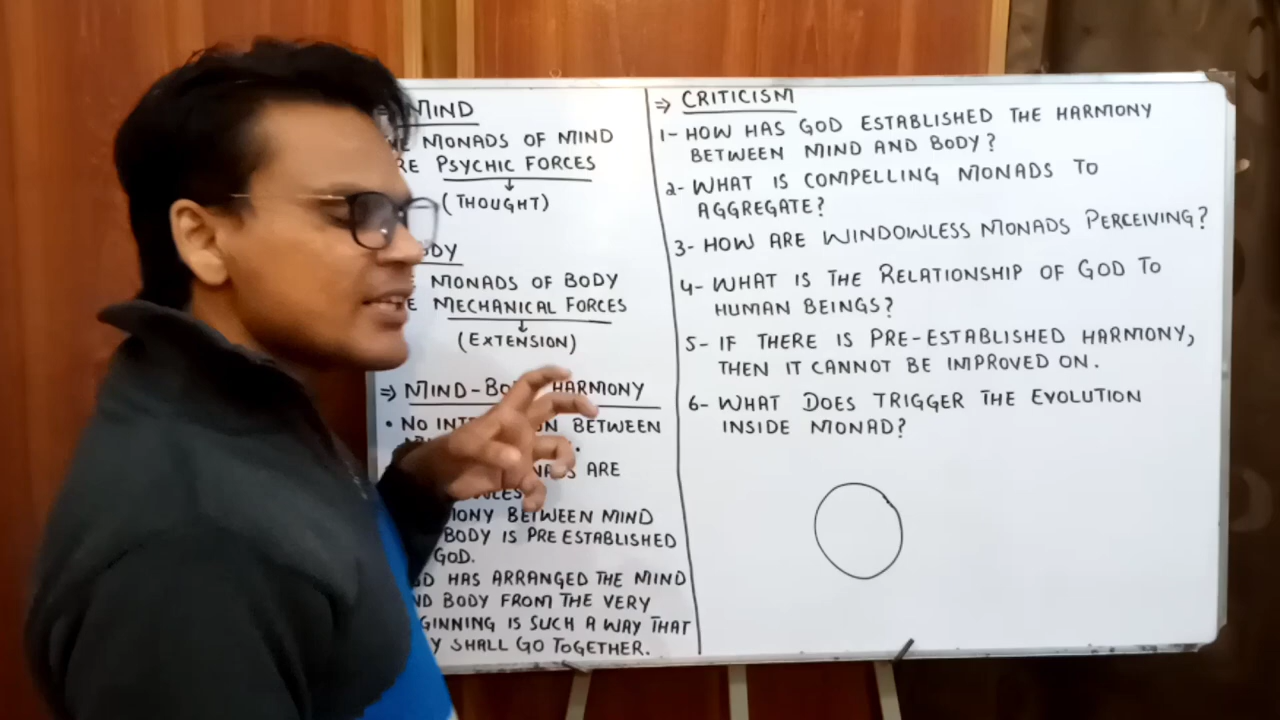 ⇒ MIND
MONADS OF MIND
PSYCHIC FORCES
↓
(THOUGHT)
MONADS OF BODY
MECHANICAL FORCES
↓
(EXTENSION)
⇒ MIND-BODY HARMONY
• NO BETWEEN
ARE
BETWEEN MIND
BODY IS PRE ESTABLISHED
GOD.
HAS ARRANGED THE MIND
BODY FROM THE VERY
IS SUCH A WAY THAT
SHALL GO TOGETHER.
⇒ CRITICISM
1- HOW HAS GOD ESTABLISHED THE HARMONY
BETWEEN MIND AND BODY?
2- WHAT IS COMPELLING MONADS TO
AGGREGATE?
3- HOW ARE WINDOWLESS MONADS PERCEIVING?
4- WHAT IS THE RELATIONSHIP OF GOD TO
HUMAN BEINGS?
5- IF THERE IS PRE-ESTABLISHED HARMONY,
THEN IT CANNOT BE IMPROVED ON.
6- WHAT DOES TRIGGER THE EVOLUTION
INSIDE MONAD?